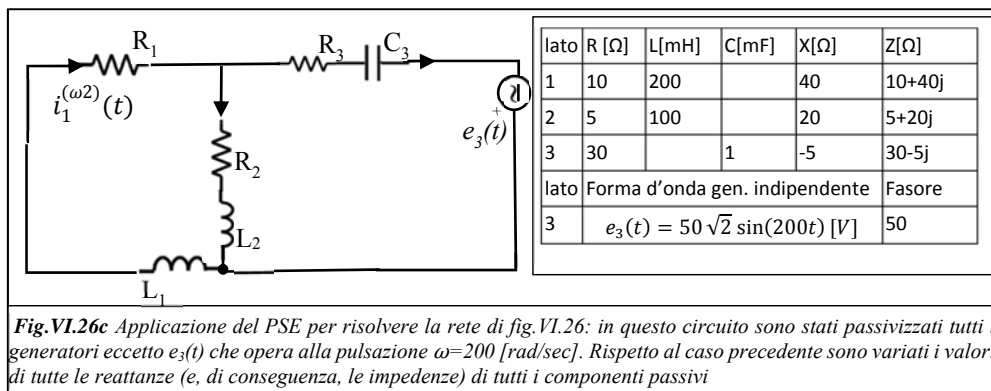 R1
R3
C3
i1^(ω2)(t)
+
e3(t)
R2
L2
L1
lato R [Ω] L[mH] C[mF] X[Ω] Z[Ω]
1 10 200 40 10+40j
2 5 100 20 5+20j
3 30 1 -5 30-5j
lato Forma d'onda gen. indipendente Fasore
3 e3(t) = 50 √2 sin(200t) [V] 50
Fig.VI.26c Applicazione del PSE per risolvere la rete di fig.VI.26: in questo circuito sono stati passivizzati tutti
generatori eccetto e3(t) che opera alla pulsazione ω=200 [rad/sec]. Rispetto al caso precedente sono variati i valor
di tutte le reattanze (e, di conseguenza, le impedenze) di tutti i componenti passivi